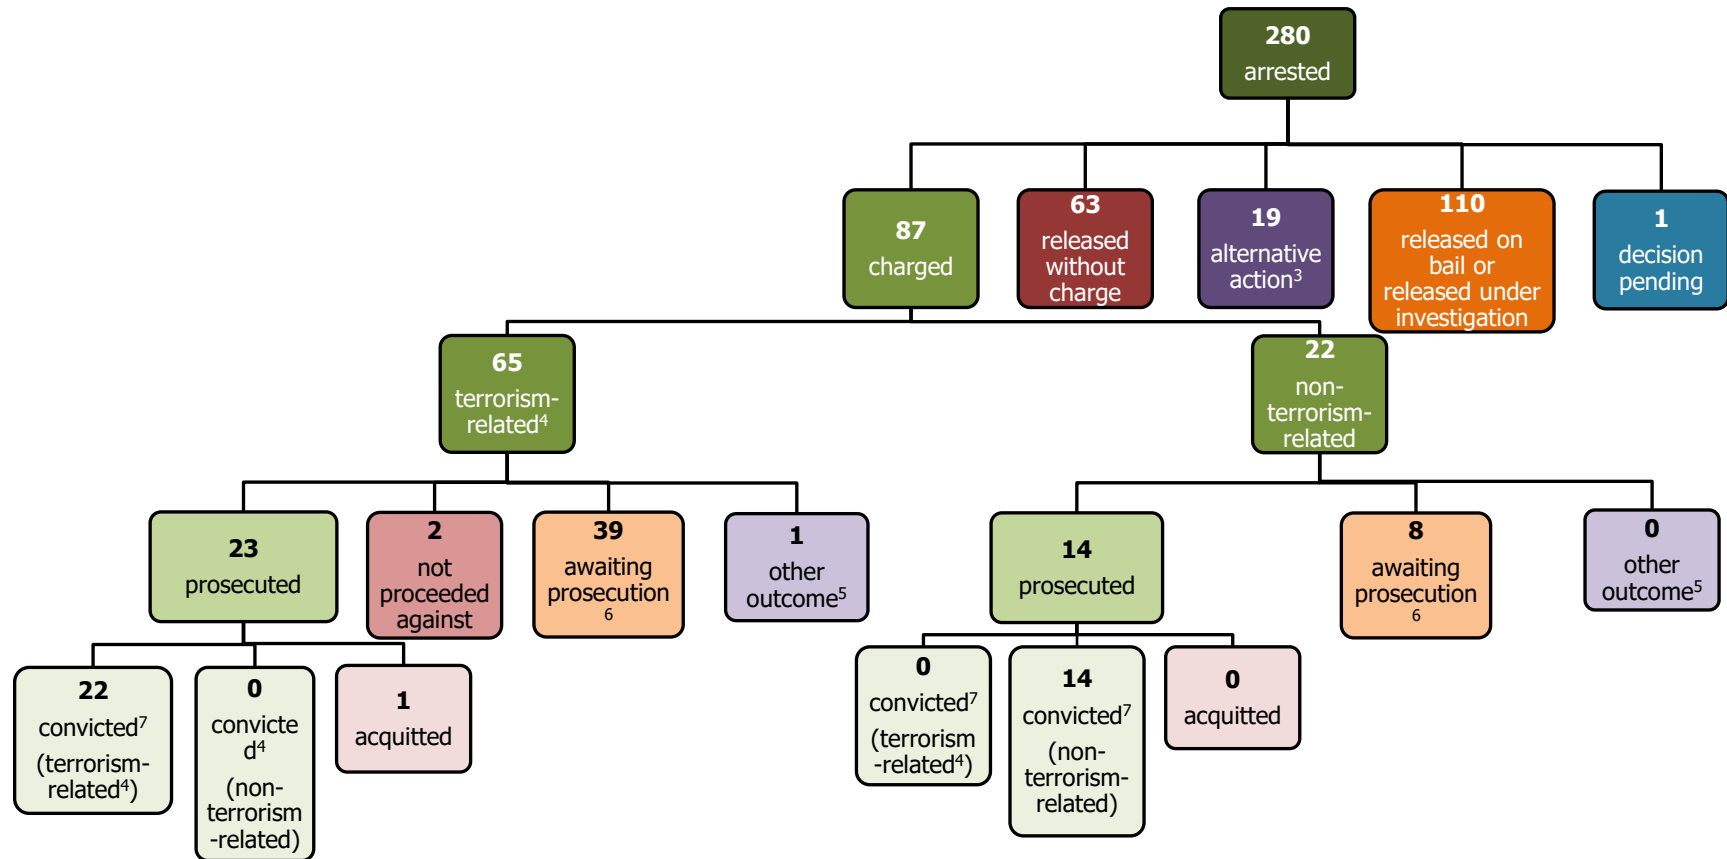 280
arrested
87
charged
63
released
without
charge
19
alternative
action³
110
released on
bail or
released under
investigation
1
decision
pending
65
terrorism-
related⁴
22
non-
terrorism-
related
23
prosecuted
2
not
proceeded
against
39
awaiting
prosecution
6
1
other
outcome⁵
14
prosecuted
8
awaiting
prosecution
6
0
other
outcome⁵
22
convicted⁷
(terrorism-
related⁴)
0
convicte
d⁴
(non-
terrorism
-related)
1
acquitted
0
convicted⁷
(terrorism
-related⁴)
14
convicted⁷
(non-
terrorism-
related)
0
acquitted